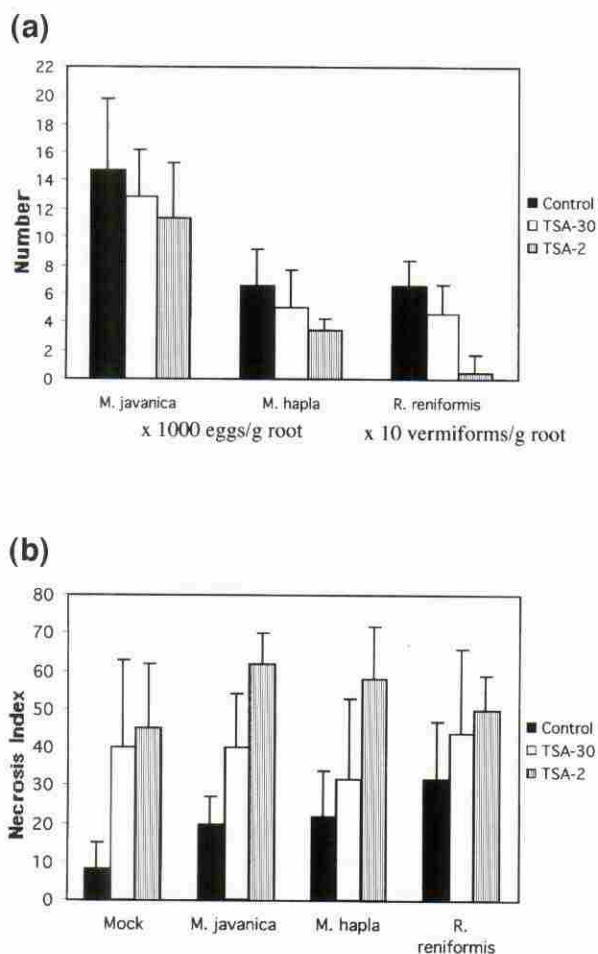 (a)
22
20
18
16
14
12
10
8
6
4
2
0
Number
Control
TSA-30
TSA-2
M. javanica M. hapla R. reniformis
x 1000 eggs/g root x 10 vermiforms/g root
(b)
80
70
60
50
40
30
20
10
0
Necrosis Index
Control
TSA-30
TSA-2
Mock M. javanica M. hapla R.
reniformis